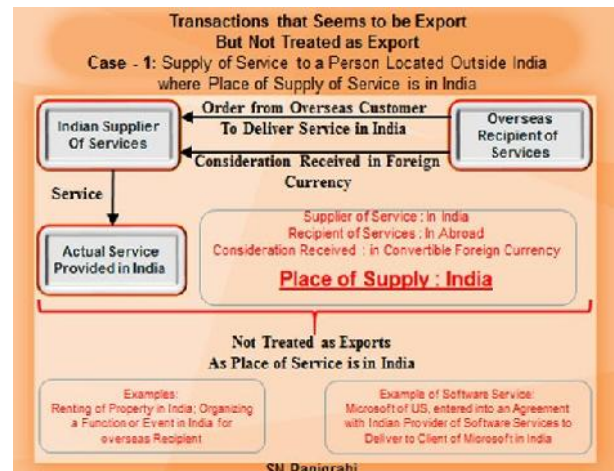 Transactions that Seems to be Export
But Not Treated as Export
Case - 1: Supply of Service to a Person Located Outside India
where Place of Supply of Service is in India
Indian Supplier
Of Services
Order from Overseas Customer
To Deliver Service in India
Consideration Received in Foreign
Currency
Overseas
Recipient of
Services
Service
Actual Service
Provided in India
Supplier of Service : In India
Recipient of Services : In Abroad
Consideration Received : in Convertible Foreign Currency
Place of Supply : India
Not Treated as Exports
As Place of Service is in India
Examples:
Renting of Property in India; Organizing
a Function or Event in India for
overseas Recipient
Example of Software Service:
Microsoft of US, entered into an Agreement
with Indian Provider of Software Services to
Deliver to Client of Microsoft in India
SN Panigrahi